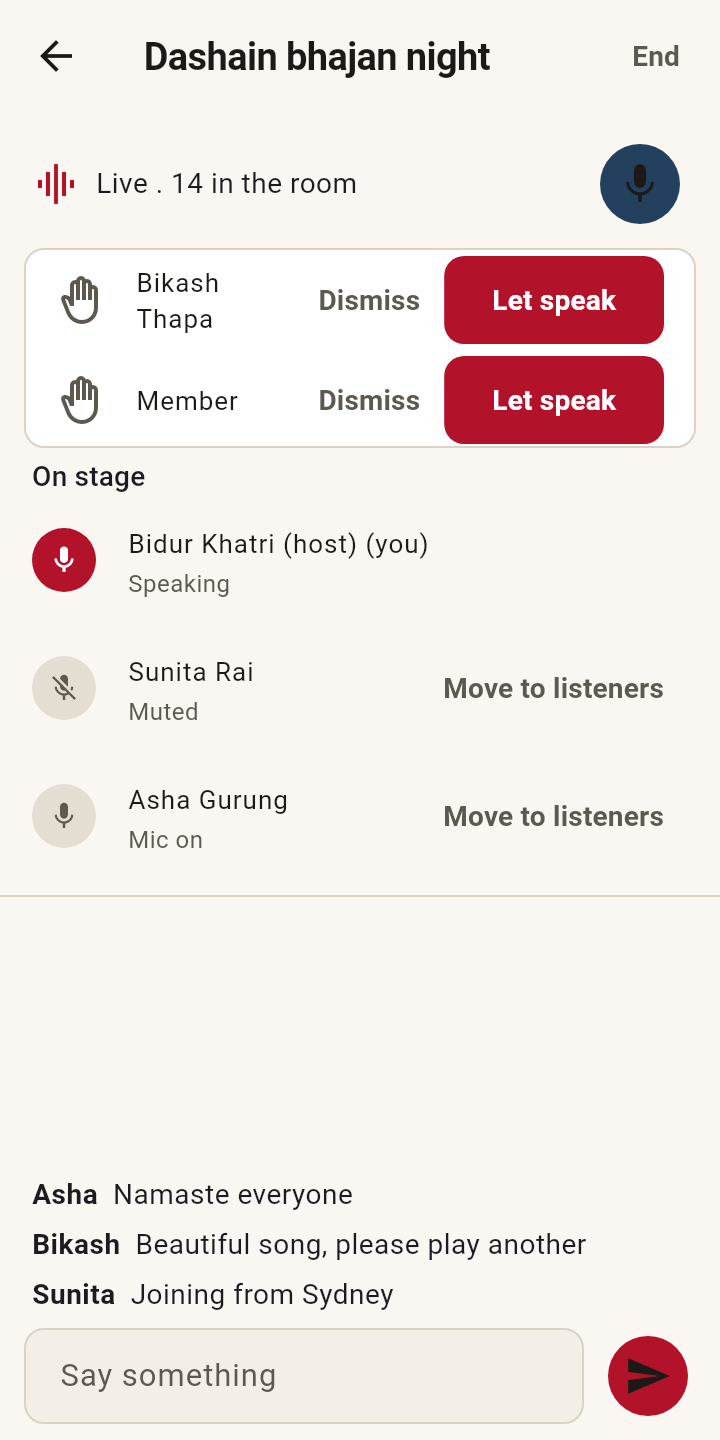 Dashain bhajan night
End
Live . 14 in the room
Bikash
Thapa
Dismiss
Let speak
Member
Dismiss
Let speak
On stage
Bidur Khatri (host) (you)
Speaking
Sunita Rai
Muted
Move to listeners
Asha Gurung
Mic on
Move to listeners
Asha Namaste everyone
Bikash Beautiful song, please play another
Sunita Joining from Sydney
Say something